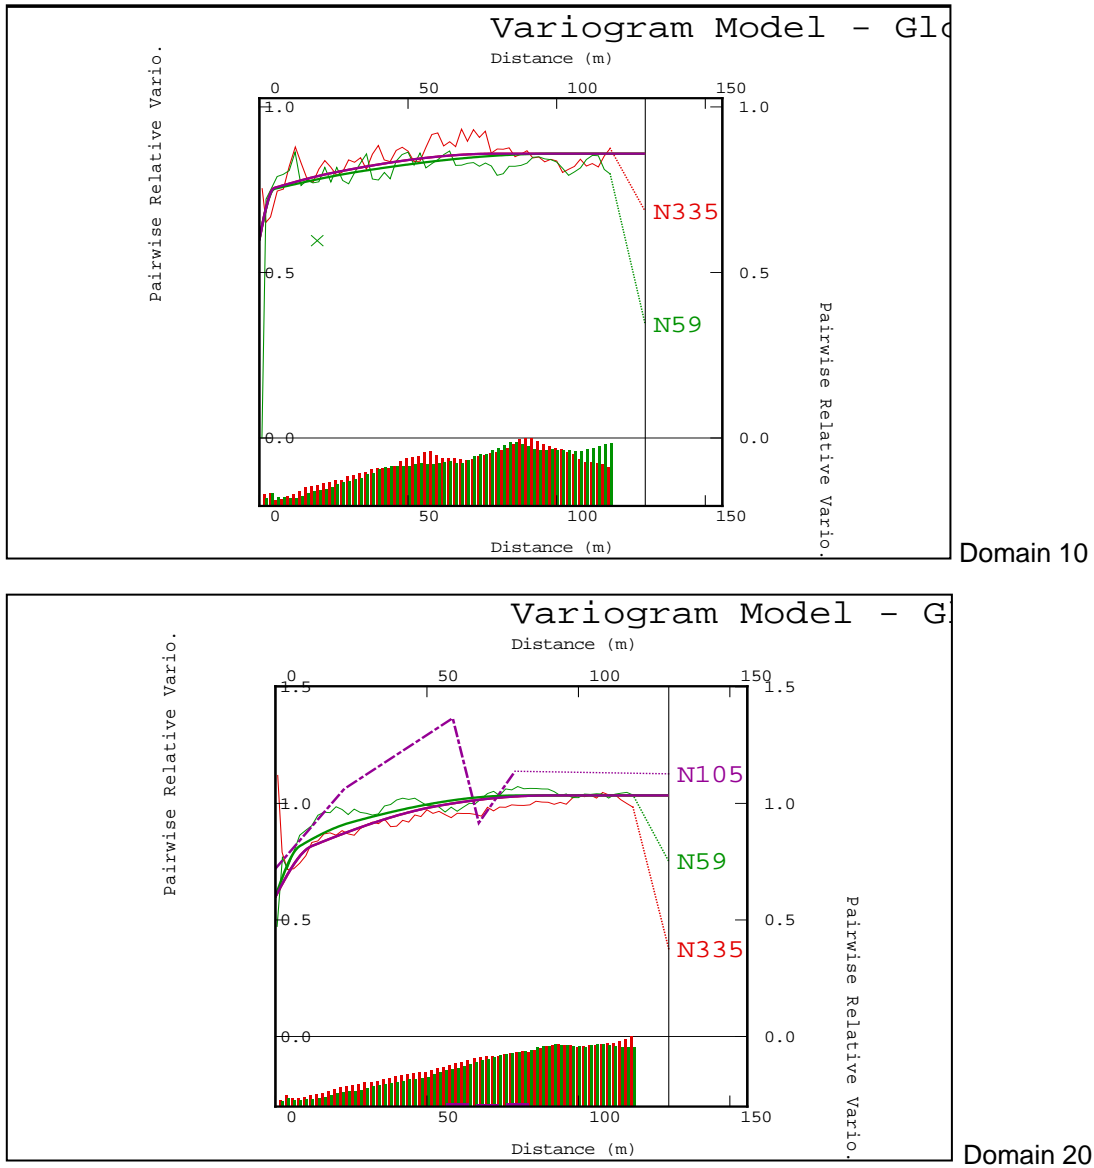 Variogram Model - Glo
Distance (m)
0 50 100 150
Pairwise Relative Vario.
1.0 1.0
N335
0.5 0.5
N59
Pairwise Relative Vario.
0.0 0.0
0 50 100 150
Distance (m)
Domain 10
Variogram Model - Gl
Distance (m)
0 50 100 150
Pairwise Relative Vario.
1.5 1.5
N105
1.0 1.0
N59
0.5 0.5
N335
Pairwise Relative Vario.
0.0 0.0
0 50 100 150
Distance (m)
Domain 20